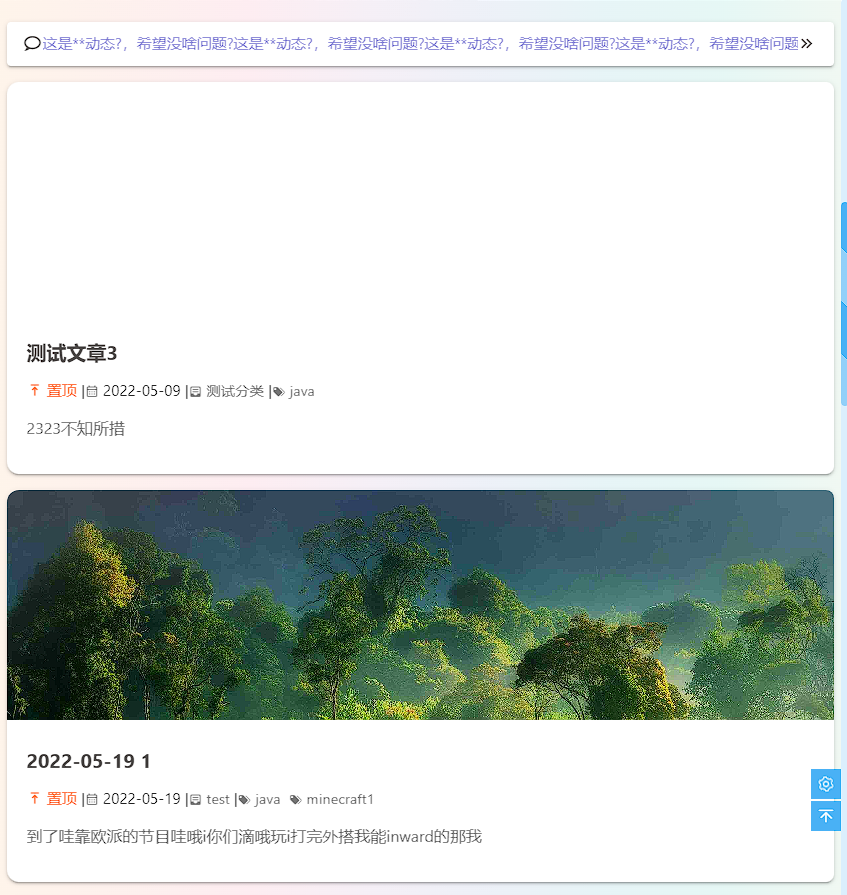 这是**动态?，希望没啥问题?这是**动态?，希望没啥问题?这是**动态?，希望没啥问题?这是**动态?，希望没啥问题
测试文章3
置顶 | 2022-05-09 | 测试分类 | java
2323不知所措
2022-05-19 1
置顶 | 2022-05-19 | test | java minecraft1
到了哇靠欧派的节目哇哦i你们滴哦玩i打完外搭我能inward的那我